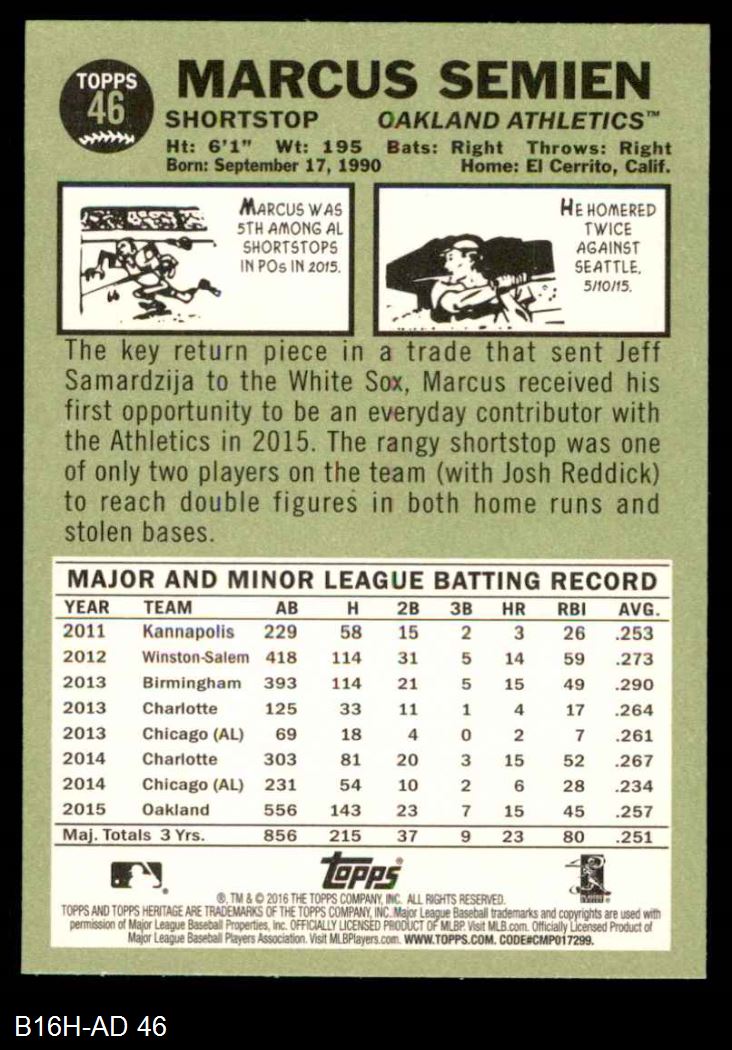 TOPPS
46
MARCUS SEMIEN
SHORTSTOP OAKLAND ATHLETICS™
Ht: 6'1" Wt: 195 Bats: Right Throws: Right
Born: September 17, 1990 Home: El Cerrito, Calif.
MARCUS WAS
5TH AMONG AL
SHORTSTOPS
IN POs IN 2015.
HE HOMERED
TWICE
AGAINST
SEATTLE,
5/10/15.
The key return piece in a trade that sent Jeff
Samardzija to the White Sox, Marcus received his
first opportunity to be an everyday contributor with
the Athletics in 2015. The rangy shortstop was one
of only two players on the team (with Josh Reddick)
to reach double figures in both home runs and
stolen bases.
MAJOR AND MINOR LEAGUE BATTING RECORD
YEAR TEAM AB H 2B 3B HR RBI AVG.
2011 Kannapolis 229 58 15 2 3 26 .253
2012 Winston-Salem 418 114 31 5 14 59 .273
2013 Birmingham 393 114 21 5 15 49 .290
2013 Charlotte 125 33 11 1 4 17 .264
2013 Chicago (AL) 69 18 4 0 2 7 .261
2014 Charlotte 303 81 20 3 15 52 .267
2014 Chicago (AL) 231 54 10 2 6 28 .234
2015 Oakland 556 143 23 7 15 45 .257
Maj. Totals 3 Yrs. 856 215 37 9 23 80 .251
Topps®
®, TM & © 2016 THE TOPPS COMPANY, INC. ALL RIGHTS RESERVED.
TOPPS AND TOPPS HERITAGE ARE TRADEMARKS OF THE TOPPS COMPANY, INC. Major League Baseball trademarks and copyrights are used with
permission of Major League Baseball Properties, Inc. OFFICIALLY LICENSED PRODUCT OF MLBP. Visit MLB.com. Officially Licensed Product of
Major League Baseball Players Association. Visit MLBPlayers.com. WWW.TOPPS.COM. CODE#CMP017299.
B16H-AD 46